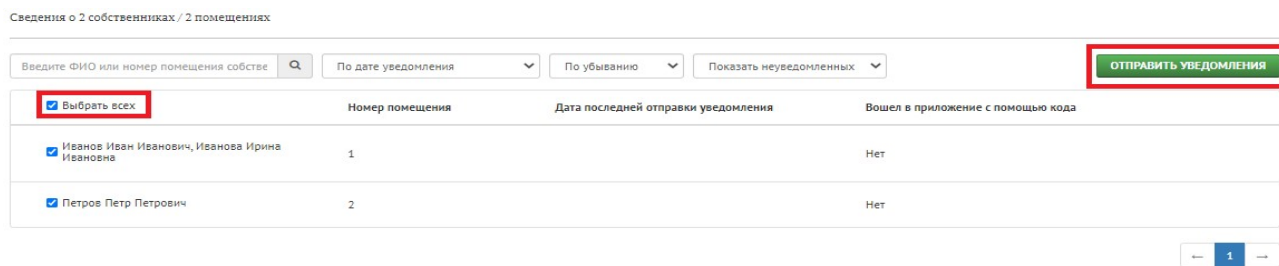 Сведения о 2 собственниках / 2 помещениях
Введите ФИО или номер помещения собстве По дате уведомления По убыванию Показать неуведомленных ОТПРАВИТЬ УВЕДОМЛЕНИЯ
Выбрать всех Номер помещения Дата последней отправки уведомления Вошел в приложение с помощью кода
Иванов Иван Иванович, Иванова Ирина
Ивановна 1 Нет
Петров Петр Петрович 2 Нет
← 1 →